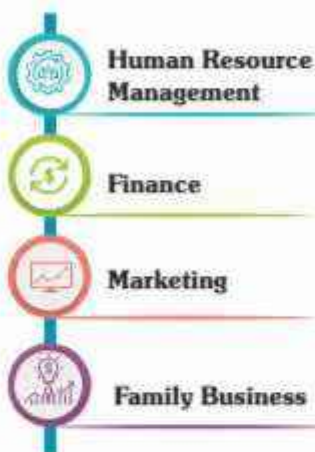 Human Resource
Management
Finance
Marketing
Family Business